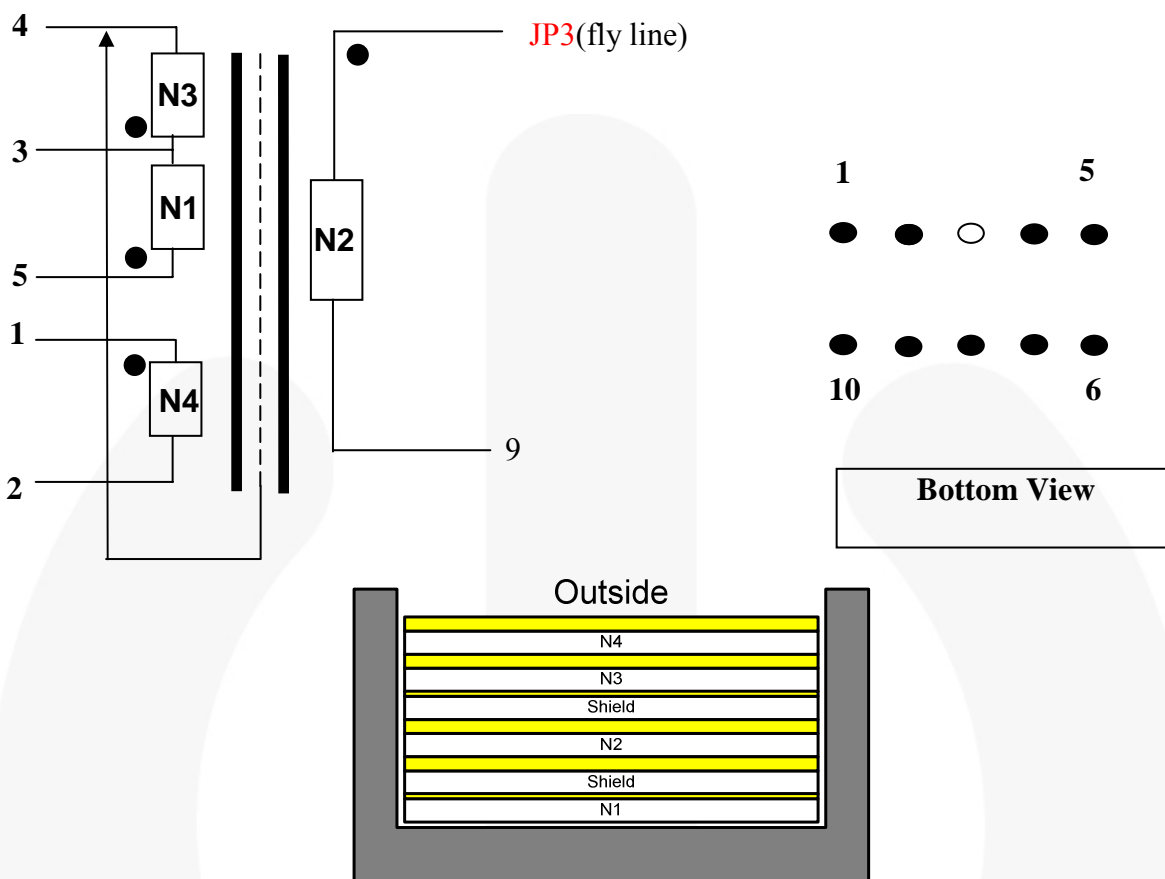 4
JP3(fly line)
N3
3
N1
5
N2
1
N4
2
9
1 5
10 6
Bottom View
Outside
N4
N3
Shield
N2
Shield
N1